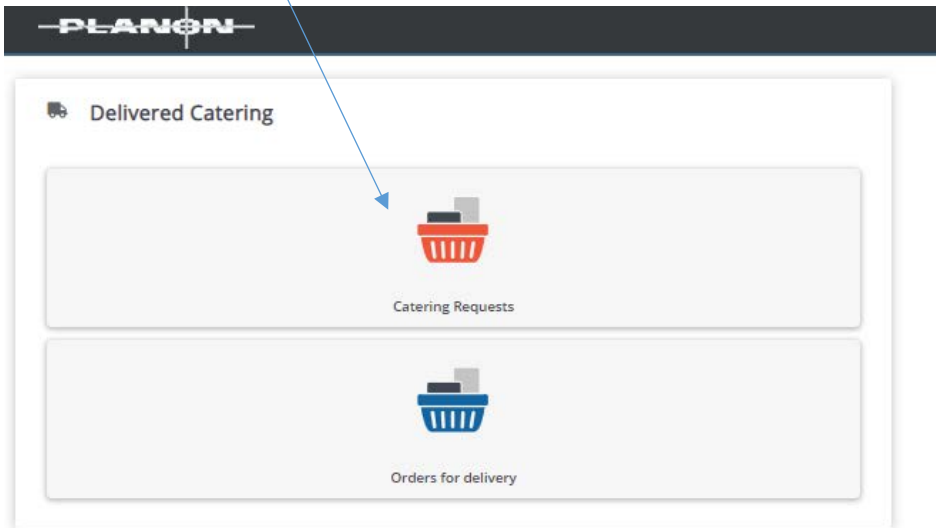 PLANON
Delivered Catering
Catering Requests
Orders for delivery